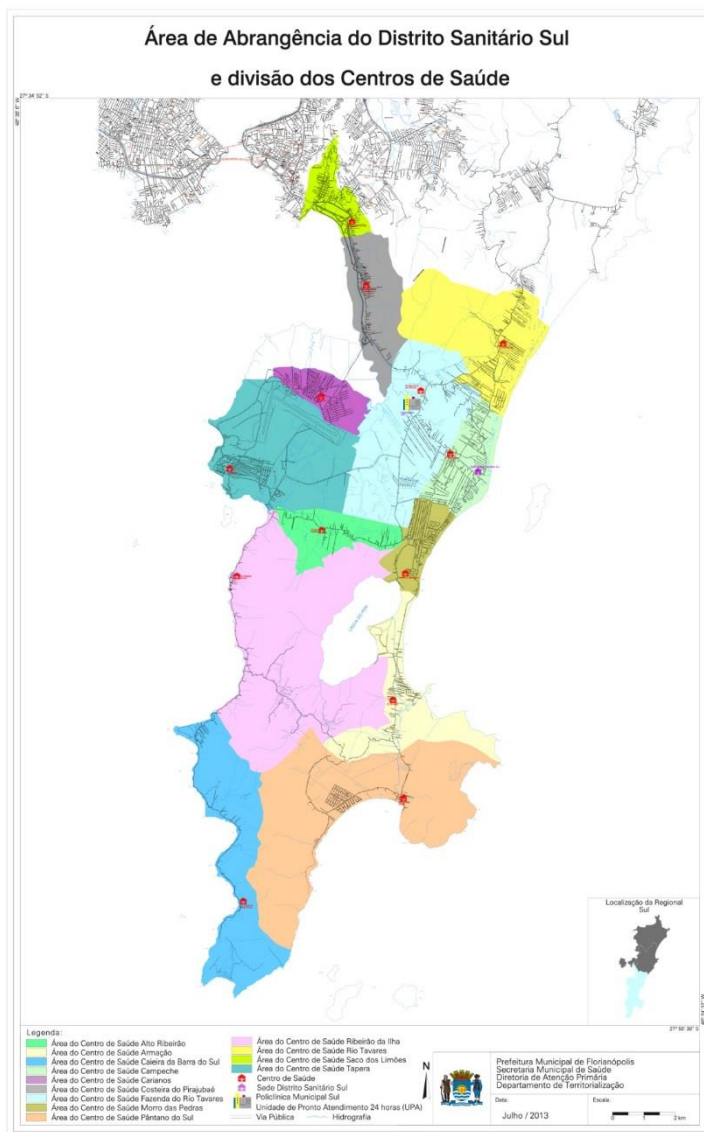 Área de Abrangência do Distrito Sanitário Sul
e divisão dos Centros de Saúde
27° 34' 52" S
Localização da Regional
Sul
Legenda:
Área do Centro de Saúde Alto Ribeirão
Área do Centro de Saúde Armação
Área do Centro de Saúde Caieira da Barra do Sul
Área do Centro de Saúde Campeche
Área do Centro de Saúde Carianos
Área do Centro de Saúde Costeira do Pirajubaé
Área do Centro de Saúde Fazenda do Rio Tavares
Área do Centro de Saúde Morro das Pedras
Área do Centro de Saúde Pântano do Sul
Área do Centro de Saúde Ribeirão da Ilha
Área do Centro de Saúde Rio Tavares
Área do Centro de Saúde Saco dos Limões
Área do Centro de Saúde Tapera
Centro de Saúde
Sede Distrito Sanitário Sul
Policlínica Municipal Sul
Unidade de Pronto Atendimento 24 horas (UPA)
Via Pública
Hidrografia
N
Prefeitura Municipal de Florianópolis
Secretaria Municipal de Saúde
Diretoria de Atenção Primária
Departamento de Territorialização
Data:
Julho / 2013
Escala:
0 1 2 km